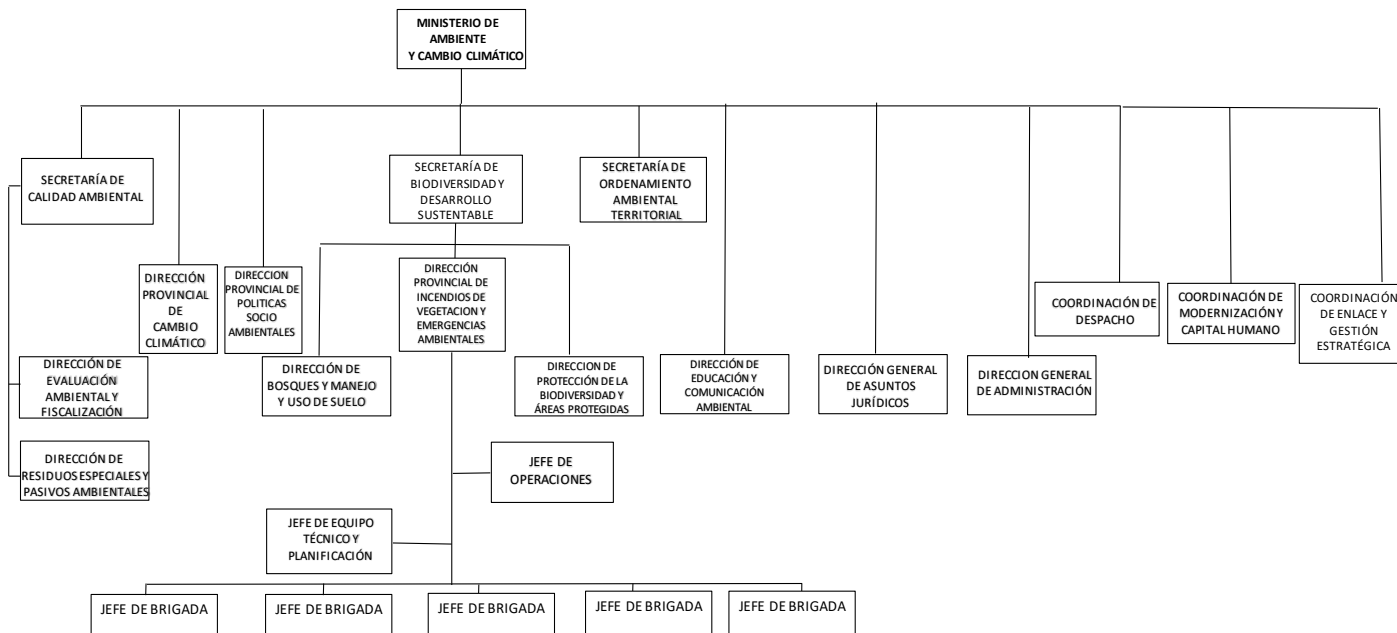 MINISTERIO DE
AMBIENTE
Y CAMBIO CLIMÁTICO
SECRETARÍA DE
CALIDAD AMBIENTAL
SECRETARÍA DE
BIODIVERSIDAD Y
DESARROLLO
SUSTENTABLE
SECRETARÍA DE
ORDENAMIENTO
AMBIENTAL
TERRITORIAL
DIRECCIÓN
PROVINCIAL
DE
CAMBIO
CLIMÁTICO
DIRECCION
PROVINCIAL DE
POLITICAS
SOCIO
AMBIENTALES
DIRECCIÓN
PROVINCIAL DE
INCENDIOS DE
VEGETACION Y
EMERGENCIAS
AMBIENTALES
COORDINACIÓN DE
DESPACHO
COORDINACIÓN DE
MODERNIZACIÓN Y
CAPITAL HUMANO
COORDINACIÓN
DE ENLACE Y
GESTIÓN
ESTRATÉGICA
DIRECCIÓN DE
EVALUACIÓN
AMBIENTAL Y
FISCALIZACIÓN
DIRECCIÓN DE
BOSQUES Y MANEJO
Y USO DE SUELO
DIRECCION DE
PROTECCIÓN DE LA
BIODIVERSIDAD Y
ÁREAS PROTEGIDAS
DIRECCIÓN DE
EDUCACIÓN Y
COMUNICACIÓN
AMBIENTAL
DIRECCIÓN GENERAL
DE ASUNTOS
JURÍDICOS
DIRECCION GENERAL
DE ADMINISTRACIÓN
DIRECCIÓN DE
RESIDUOS ESPECIALES Y
PASIVOS AMBIENTALES
JEFE DE
OPERACIONES
JEFE DE EQUIPO
TÉCNICO Y
PLANIFICACIÓN
JEFE DE BRIGADA
JEFE DE BRIGADA
JEFE DE BRIGADA
JEFE DE BRIGADA
JEFE DE BRIGADA